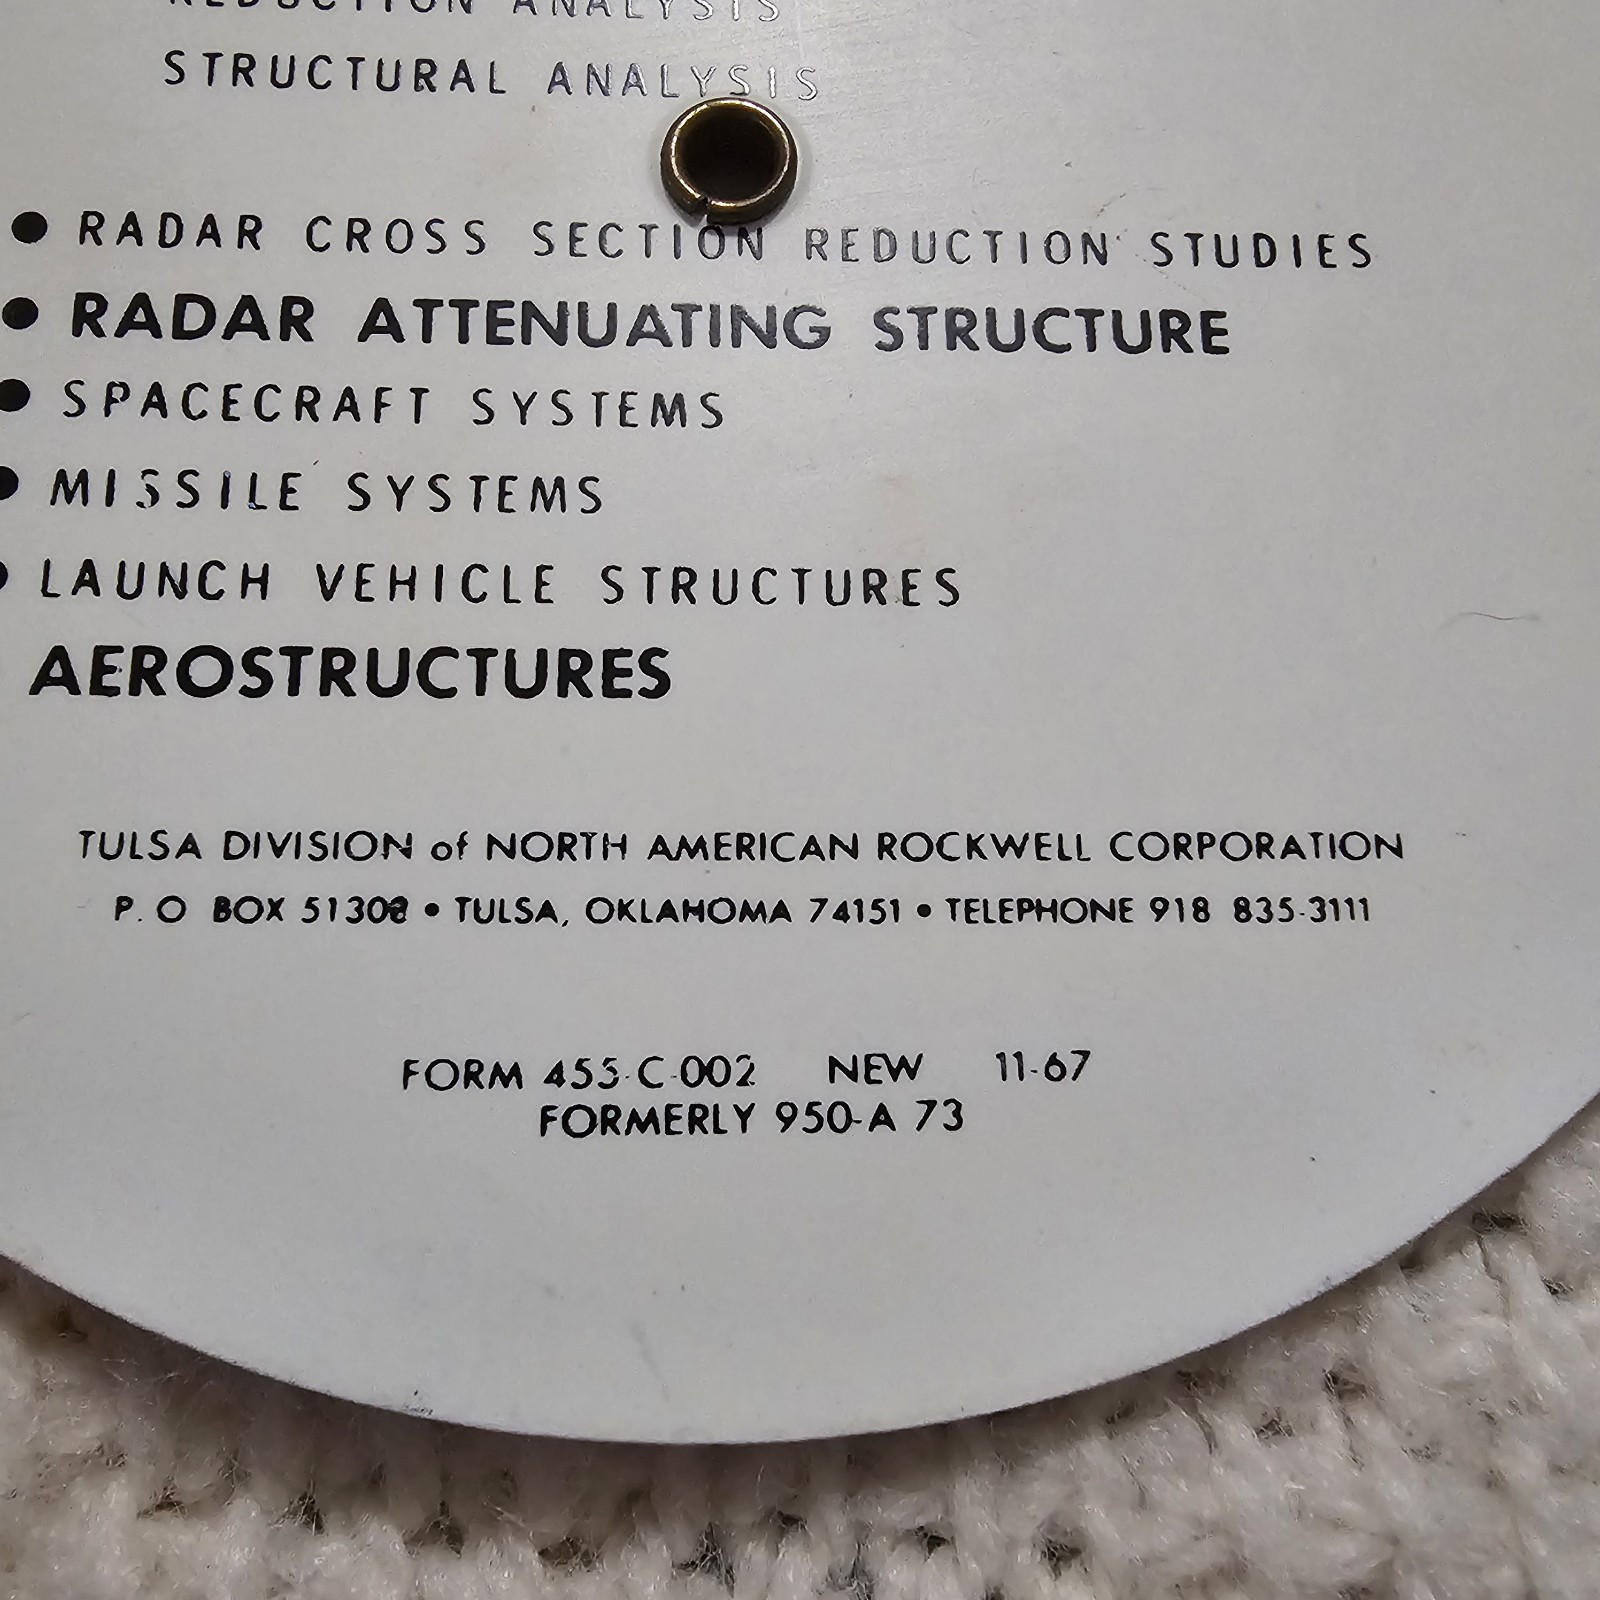 REDUCTION ANALYSIS
STRUCTURAL ANALYSIS
• RADAR CROSS SECTION REDUCTION STUDIES
• RADAR ATTENUATING STRUCTURE
• SPACECRAFT SYSTEMS
• MISSILE SYSTEMS
• LAUNCH VEHICLE STRUCTURES
AEROSTRUCTURES
TULSA DIVISION of NORTH AMERICAN ROCKWELL CORPORATION
P.O BOX • TULSA, OKLAHOMA 74151 • TELEPHONE 918 835-3111
FORM 455-C-002 NEW 11-67
FORMERLY 950-A 73